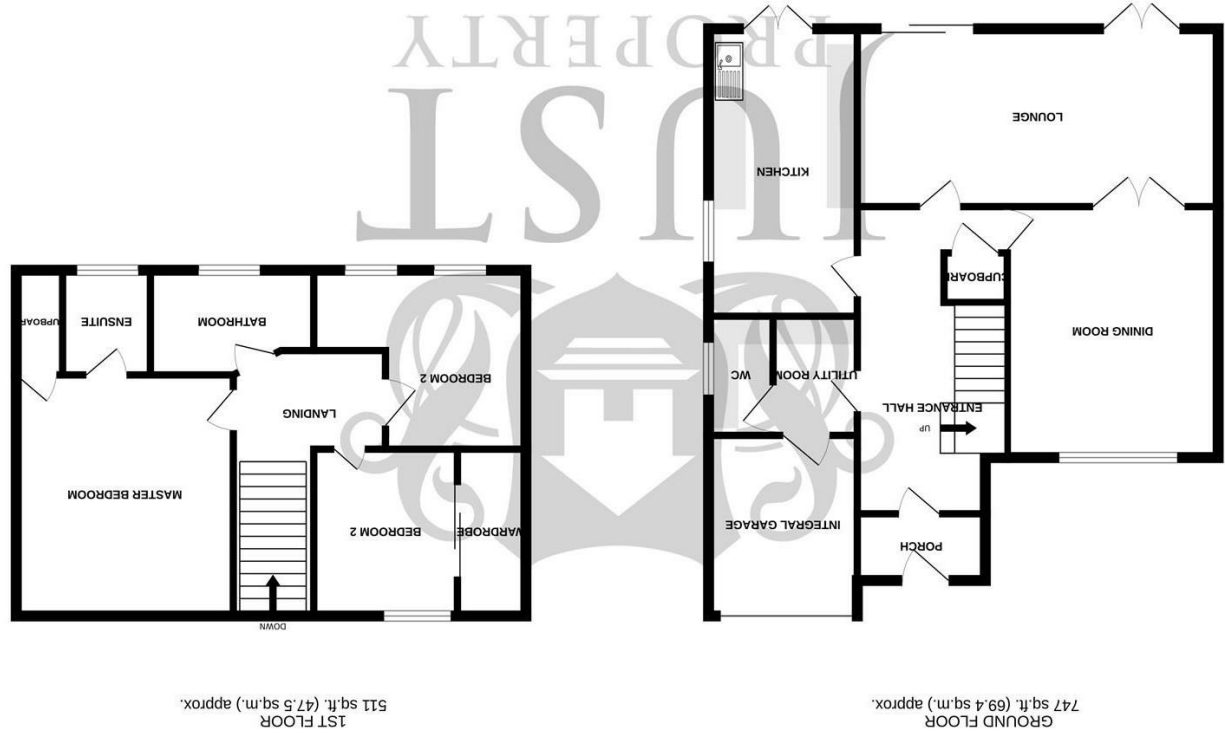 GROUND FLOOR
747 sq.ft. (69.4 sq.m.) approx.
PORCH
INTEGRAL GARAGE
UP
ENTRANCE HALL
UTILITY ROOM
WC
DINING ROOM
CUPBOARD
KITCHEN
LOUNGE
1ST FLOOR
511 sq.ft. (47.5 sq.m.) approx.
DOWN
WARDROBE
BEDROOM 2
MASTER BEDROOM
LANDING
BEDROOM 2
BATHROOM
ENSUITE
CUPBOARD
JUST
PROPERTY